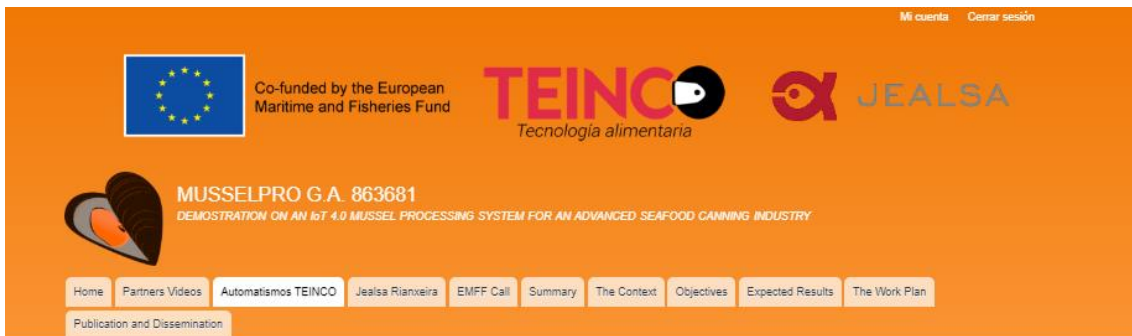 Mi cuenta Cerrar sesión
Co-funded by the European
Maritime and Fisheries Fund
TEINCO
Tecnología alimentaria
JEALSA
MUSSELPRO G.A. 863681
DEMOSTRATION ON AN IoT 4.0 MUSSEL PROCESSING SYSTEM FOR AN ADVANCED SEAFOOD CANNING INDUSTRY
Home Partners Videos Automatismos TEINCO Jealsa Rianxeira EMFF Call Summary The Context Objectives Expected Results The Work Plan
Publication and Dissemination